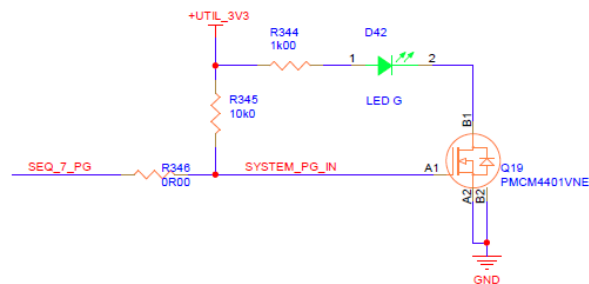 +UTIL_3V3
R344
1k00
D42
1
2
LED G
R345
10k0
B1
SEQ_7_PG
R346
0R00
SYSTEM_PG_IN
A1
Q19
PMCM4401VNE
A2
B2
GND